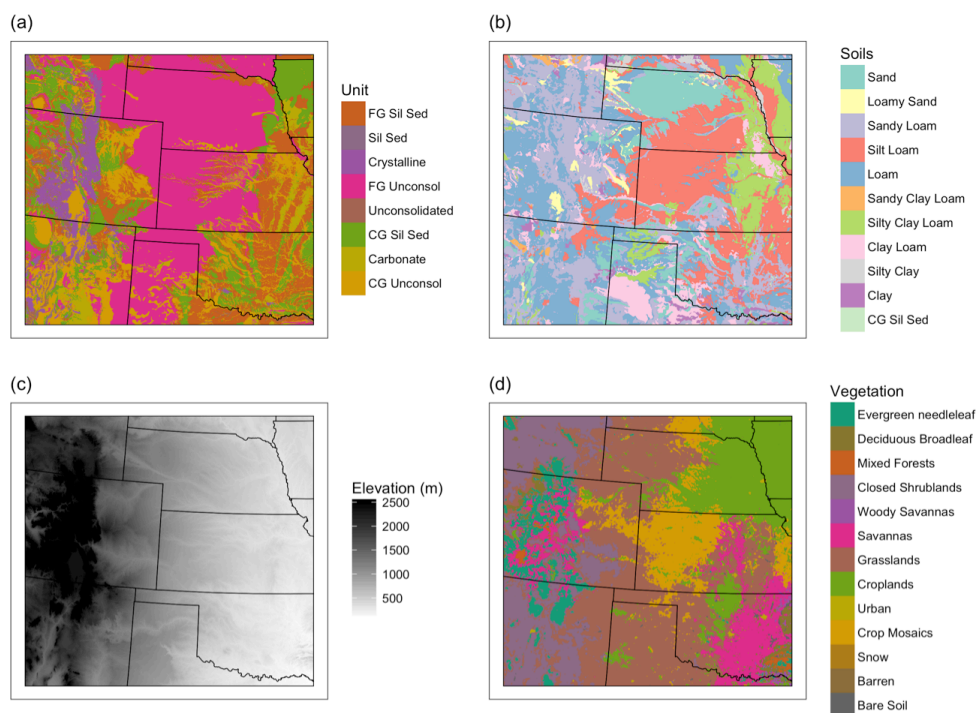 (a)
Unit
FG Sil Sed
Sil Sed
Crystalline
FG Unconsol
Unconsolidated
CG Sil Sed
Carbonate
CG Unconsol
(b)
Soils
Sand
Loamy Sand
Sandy Loam
Silt Loam
Loam
Sandy Clay Loam
Silty Clay Loam
Clay Loam
Silty Clay
Clay
CG Sil Sed
(c)
Elevation (m)
2500
2000
1500
1000
500
(d)
Vegetation
Evergreen needleleaf
Deciduous Broadleaf
Mixed Forests
Closed Shrublands
Woody Savannas
Savannas
Grasslands
Croplands
Urban
Crop Mosaics
Snow
Barren
Bare Soil